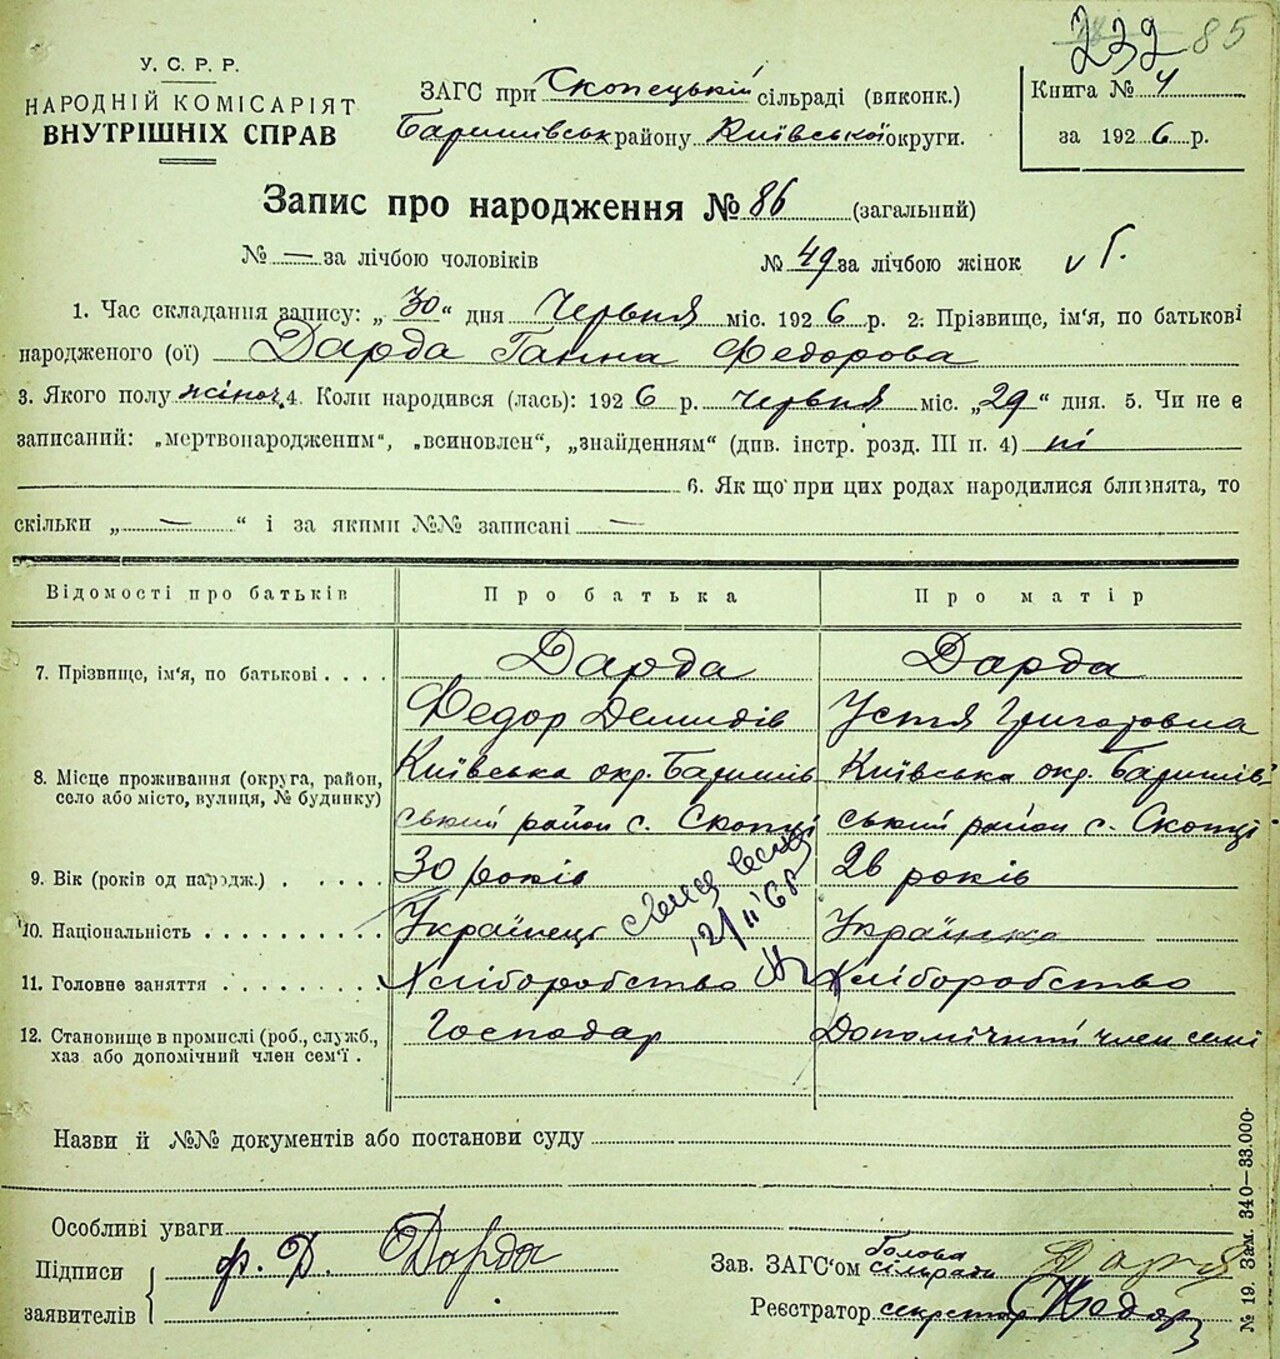 232 85
У. С. Р. Р.
НАРОДНІЙ КОМІСАРІЯТ
ВНУТРІШНІХ СПРАВ
ЗАГС при Скопецькій сільраді (виконк.)
Баришівськ району Київської округи.
Книга № 4
за 1926 р.
Запис про народження № 86 (загальний)
№ — за лічбою чоловіків № 49 за лічбою жінок v Г.
1. Час складання запису: „30“ дня Червня міс. 1926 р. 2. Прізвище, ім'я, по батькові
народженого (ої) Дарда Ганна Федорова
3. Якого полу жіноч. 4. Коли народився (лась): 1926 р. червня міс. „29“ дня. 5. Чи не є
записаний: „мертвонародженим“, „всиновлен“, „знайденням“ (див. інстр. розд. III п. 4) ні
6. Як що при цих родах народилися близнята, то
скільки „—“ і за якими №№ записані —
Відомості про батьків Про батька Про матір
7. Прізвище, ім'я, по батькові . . . . Дарда Дарда
Федор Демидів Устя Григоровна
8. Місце проживання (округа, район, Київська окр. Баришів Київська окр. Баришів-
село або місто, вулиця, № будинку) ський район с. Скопці ський район с. Скопці
9. Вік (років од народж.) . . . . . 30 років 26 років
10. Національність . . . . . . . . . . Українець Українка
12/II 68
11. Головне заняття . . . . . . . . . Хліборобство Хліборобство
12. Становище в промислі (роб., служб., Господар Допомічний член семі
хаз або допомічний член сем'ї .
Назви й №№ документів або постанови суду
Особливі уваги
Підписи ф. Д. Дарда
заявителів
Зав. ЗАГС'ом Голова сільради
Реєстратор секретар
№ 19. Зам. 340—33.000